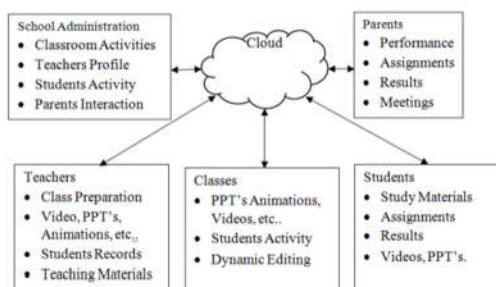 School Administration
• Classroom Activities
• Teachers Profile
• Students Activity
• Parents Interaction
Cloud
Parents
• Performance
• Assignments
• Results
• Meetings
Teachers
• Class Preparation
• Video, PPT's,
Animations, etc,,
• Students Records
• Teaching Materials
Classes
• PPT's Animations,
Videos, etc..
• Students Activity
• Dynamic Editing
Students
• Study Materials
• Assignments
• Results
• Videos, PPT's.